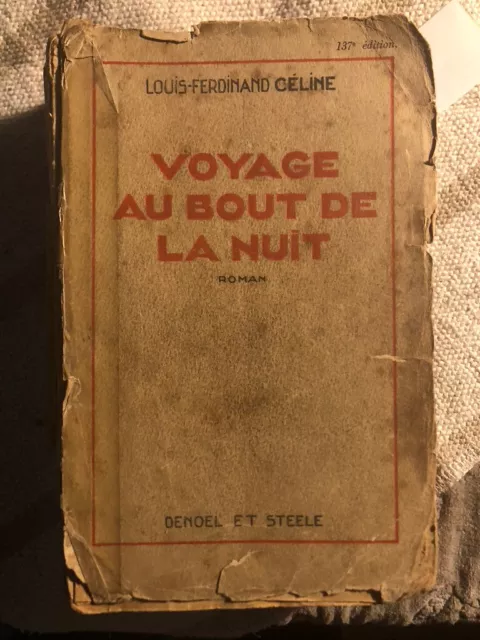 137e édition.
LOUiS-FERDiNAND CÉLiNE
VOYAGE
AU BOUT DE
LA NUiT
ROMAN
DENOEL ET STEELE